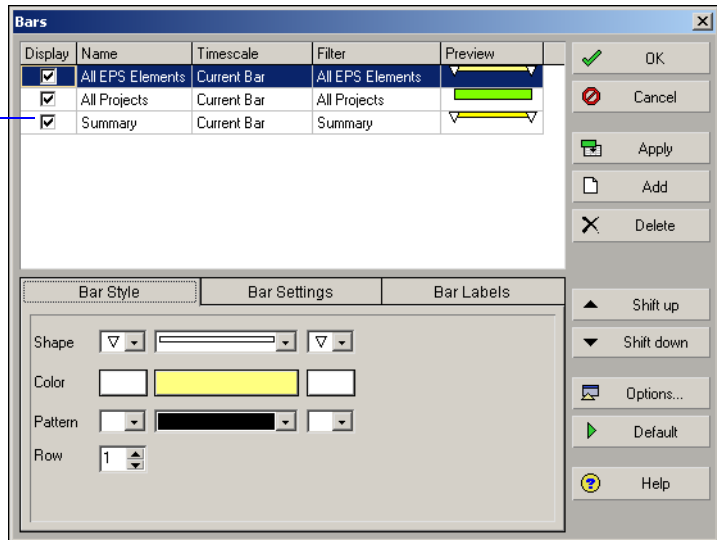 Bars
Display Name Timescale Filter Preview
All EPS Elements Current Bar All EPS Elements
All Projects Current Bar All Projects
Summary Current Bar Summary
OK
Cancel
Apply
Add
Delete
Shift up
Shift down
Options...
Default
Help
Bar Style Bar Settings Bar Labels
Shape
Color
Pattern
Row 1